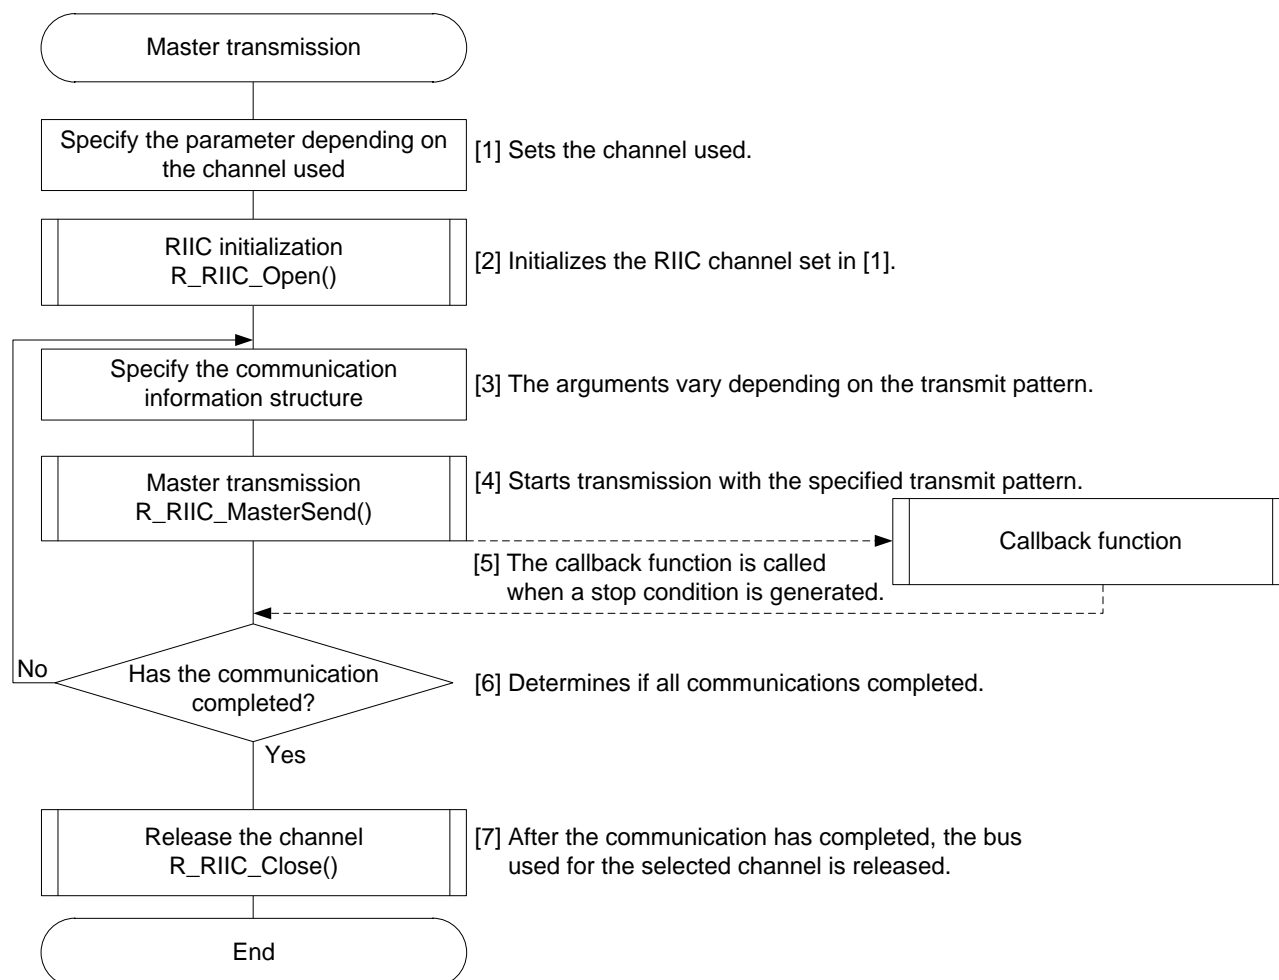 Master transmission
Specify the parameter depending on
the channel used
[1] Sets the channel used.
RIIC initialization
R_RIIC_Open()
[2] Initializes the RIIC channel set in [1].
Specify the communication
information structure
[3] The arguments vary depending on the transmit pattern.
Master transmission
R_RIIC_MasterSend()
[4] Starts transmission with the specified transmit pattern.
Callback function
[5] The callback function is called
when a stop condition is generated.
No
Has the communication
completed?
[6] Determines if all communications completed.
Yes
Release the channel
R_RIIC_Close()
[7] After the communication has completed, the bus
used for the selected channel is released.
End